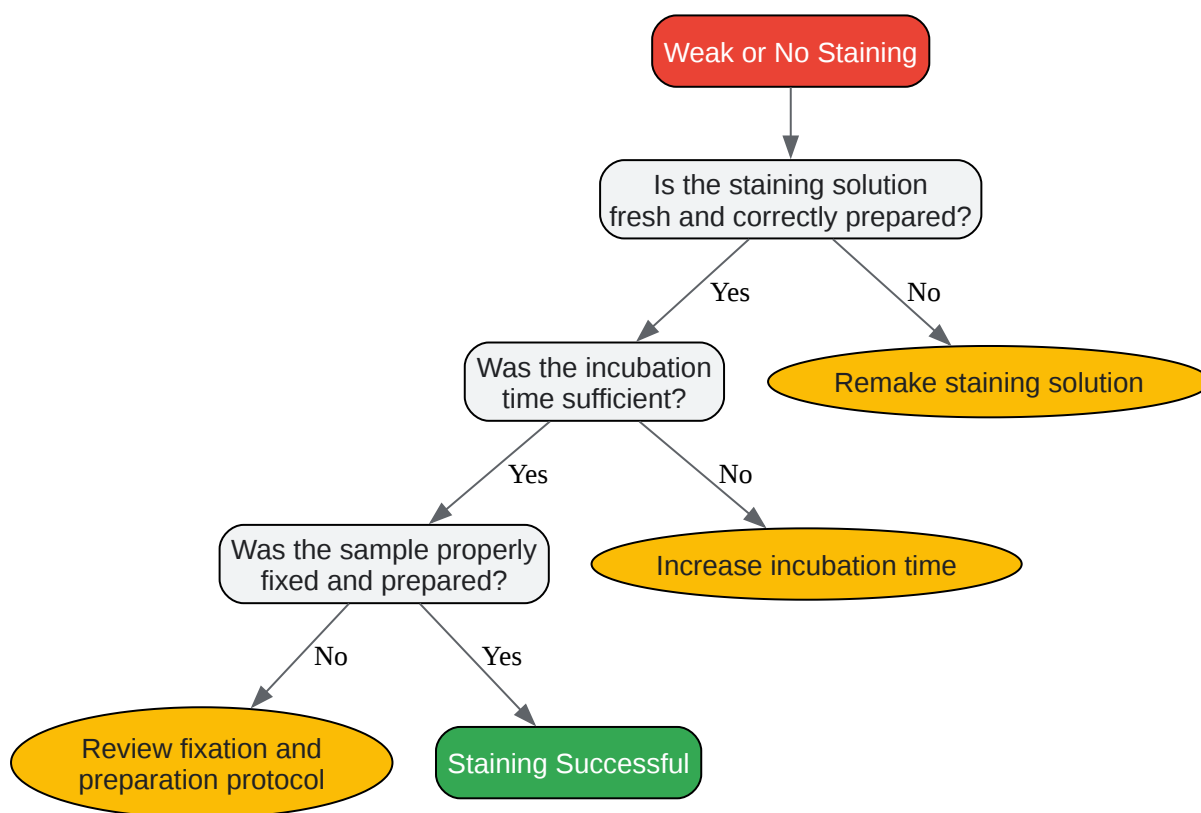 Weak or No Staining
Is the staining solution
fresh and correctly prepared?
Yes
No
Was the incubation
time sufficient?
Remake staining solution
Yes
No
Was the sample properly
fixed and prepared?
Increase incubation time
No
Yes
Review fixation and
preparation protocol
Staining Successful